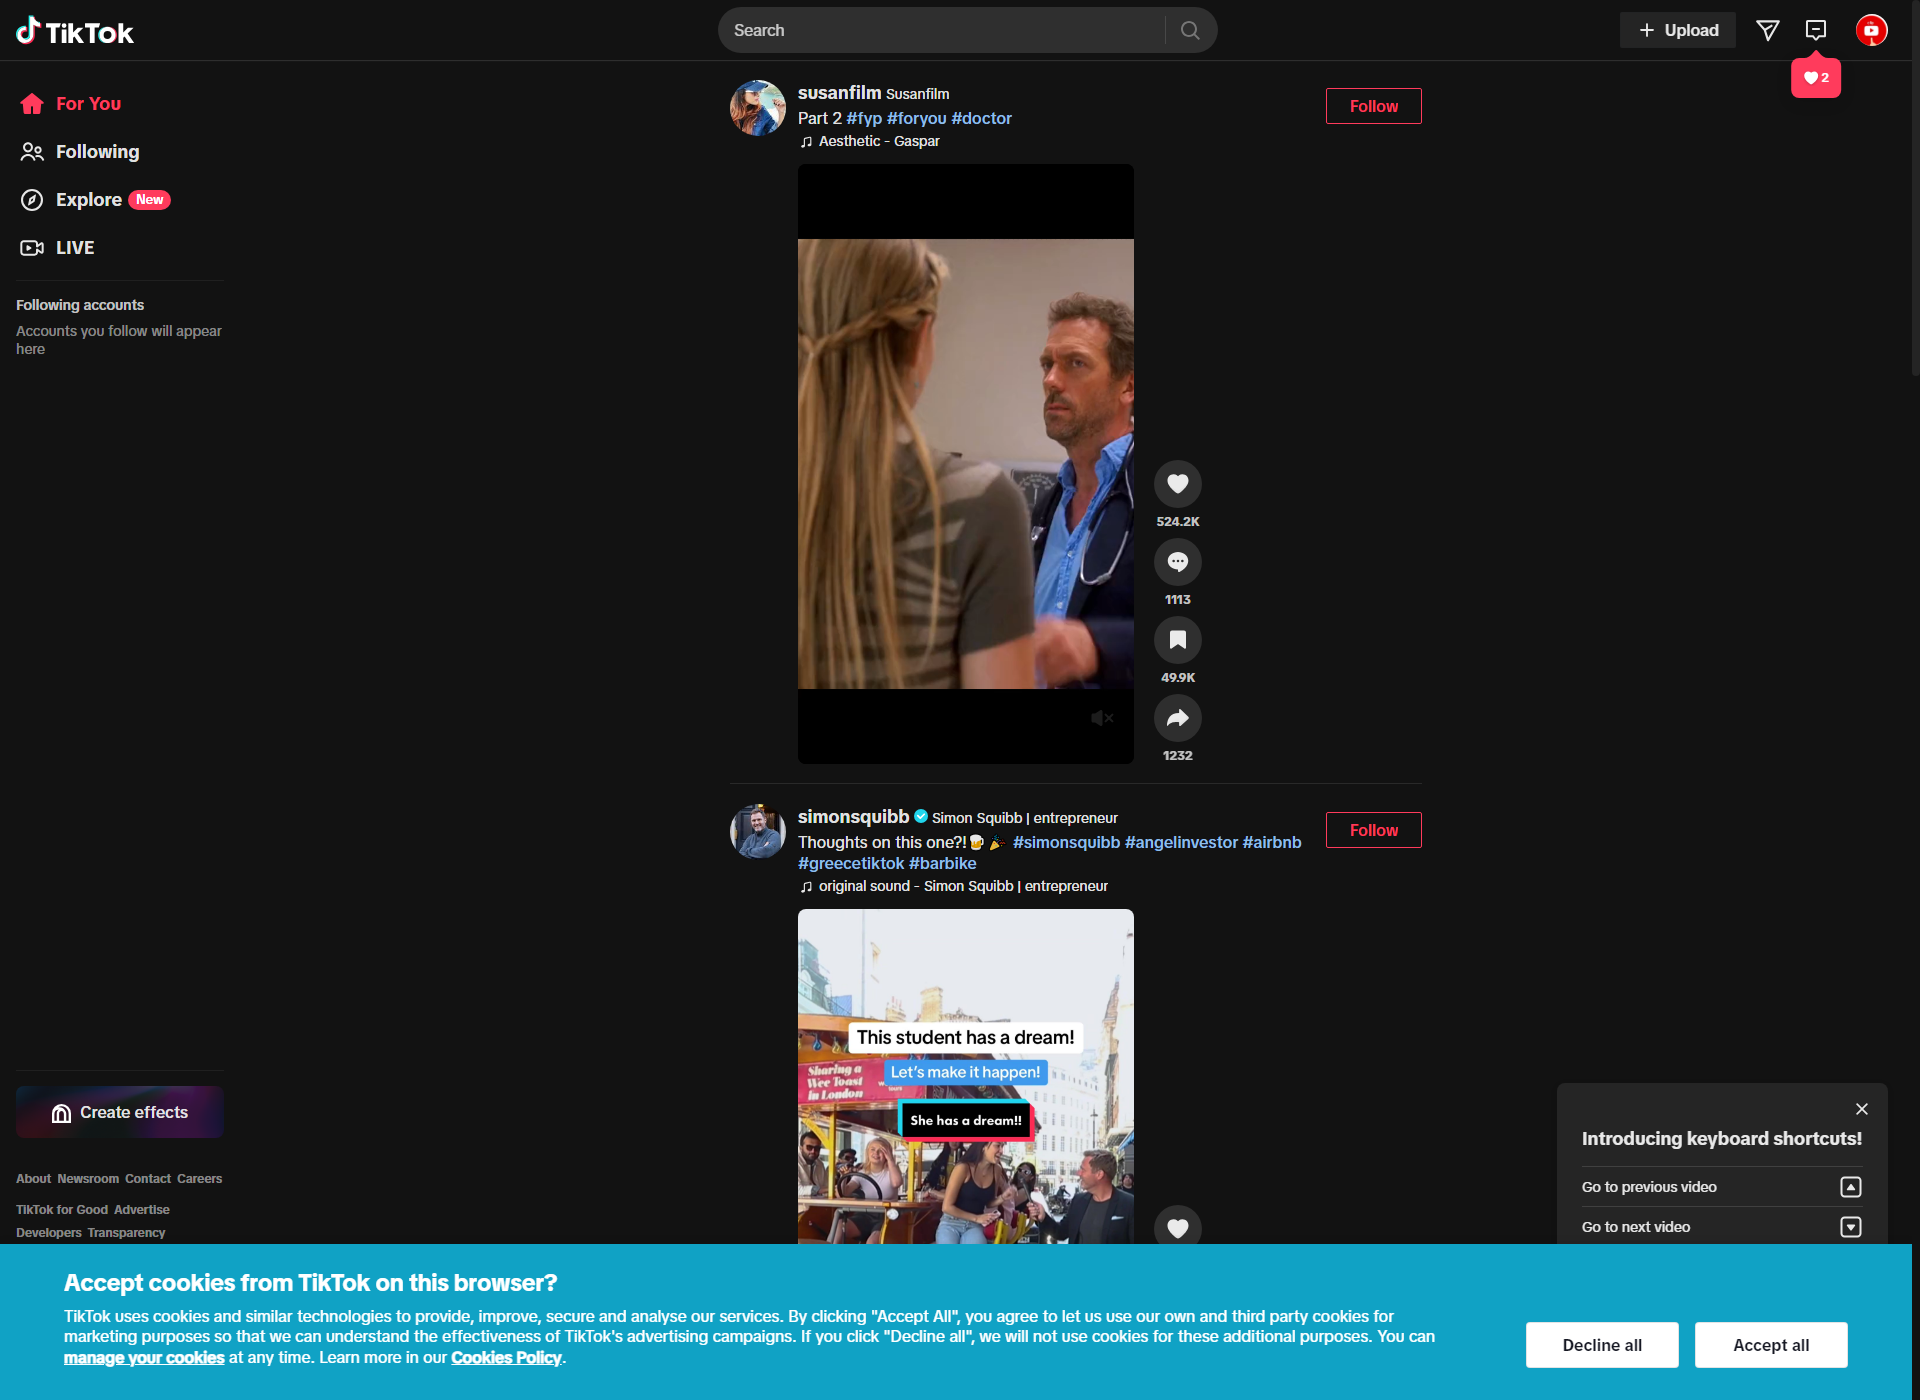 TikTok
Search
Upload
2
For You
Following
Explore New
LIVE
Following accounts
Accounts you follow will appear
here
susanfilm Susanfilm
Part 2 #fyp #foryou #doctor
Aesthetic - Gaspar
Follow
524.2K
1113
49.9K
1232
simonsquibb Simon Squibb | entrepreneur
Thoughts on this one?!🍺🎉 #simonsquibb #angelinvestor #airbnb
#greecetiktok #barbike
original sound - Simon Squibb | entrepreneur
Follow
This student has a dream!
Let's make it happen!
Sharing a
Wee Toast
in London
She has a dream!!
Create effects
About Newsroom Contact Careers
TikTok for Good Advertise
Developers Transparency
Introducing keyboard shortcuts!
Go to previous video
Go to next video
Accept cookies from TikTok on this browser?
TikTok uses cookies and similar technologies to provide, improve, secure and analyse our services. By clicking "Accept All", you agree to let us use our own and third party cookies for
marketing purposes so that we can understand the effectiveness of TikTok's advertising campaigns. If you click "Decline all", we will not use cookies for these additional purposes. You can
manage your cookies at any time. Learn more in our Cookies Policy.
Decline all
Accept all